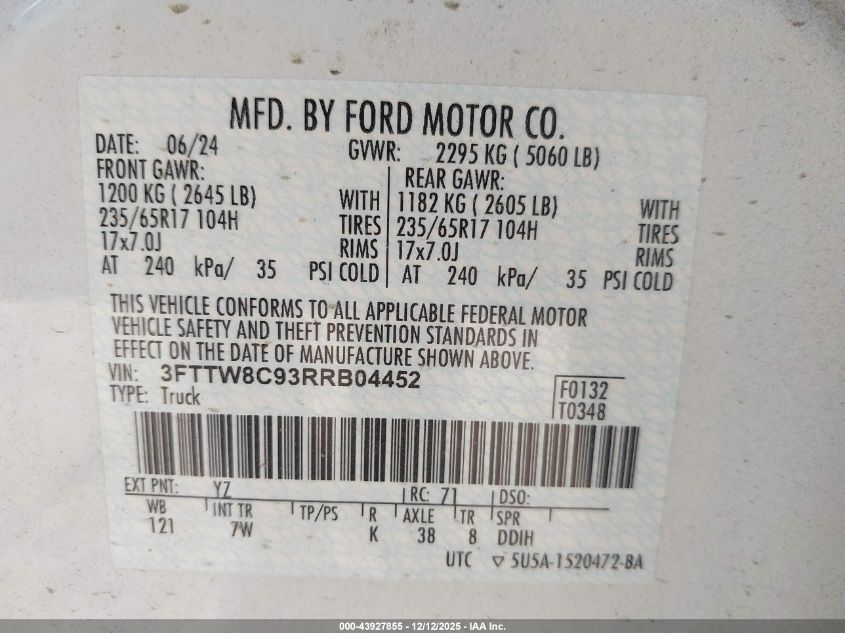 MFD. BY FORD MOTOR CO.
DATE: 06/24 GVWR: 2295 KG ( 5060 LB)
FRONT GAWR: REAR GAWR:
1200 KG ( 2645 LB) WITH 1182 KG ( 2605 LB) WITH
235/65R17 104H TIRES 235/65R17 104H TIRES
17x7.0J RIMS 17x7.0J RIMS
AT 240 kPa/ 35 PSI COLD AT 240 kPa/ 35 PSI COLD
THIS VEHICLE CONFORMS TO ALL APPLICABLE FEDERAL MOTOR
VEHICLE SAFETY AND THEFT PREVENTION STANDARDS IN
EFFECT ON THE DATE OF MANUFACTURE SHOWN ABOVE.
VIN: 3FTTW8C93RRB04452 F0132
TYPE: Truck T0348
EXT PNT: YZ RC: 71 DSO:
WB INT TR TP/PS R AXLE TR SPR
121 7W K 38 8 DDIH
UTC ▽ 5U5A-1520472-BA
000-43927855 - 12/12/2025 - IAA Inc.